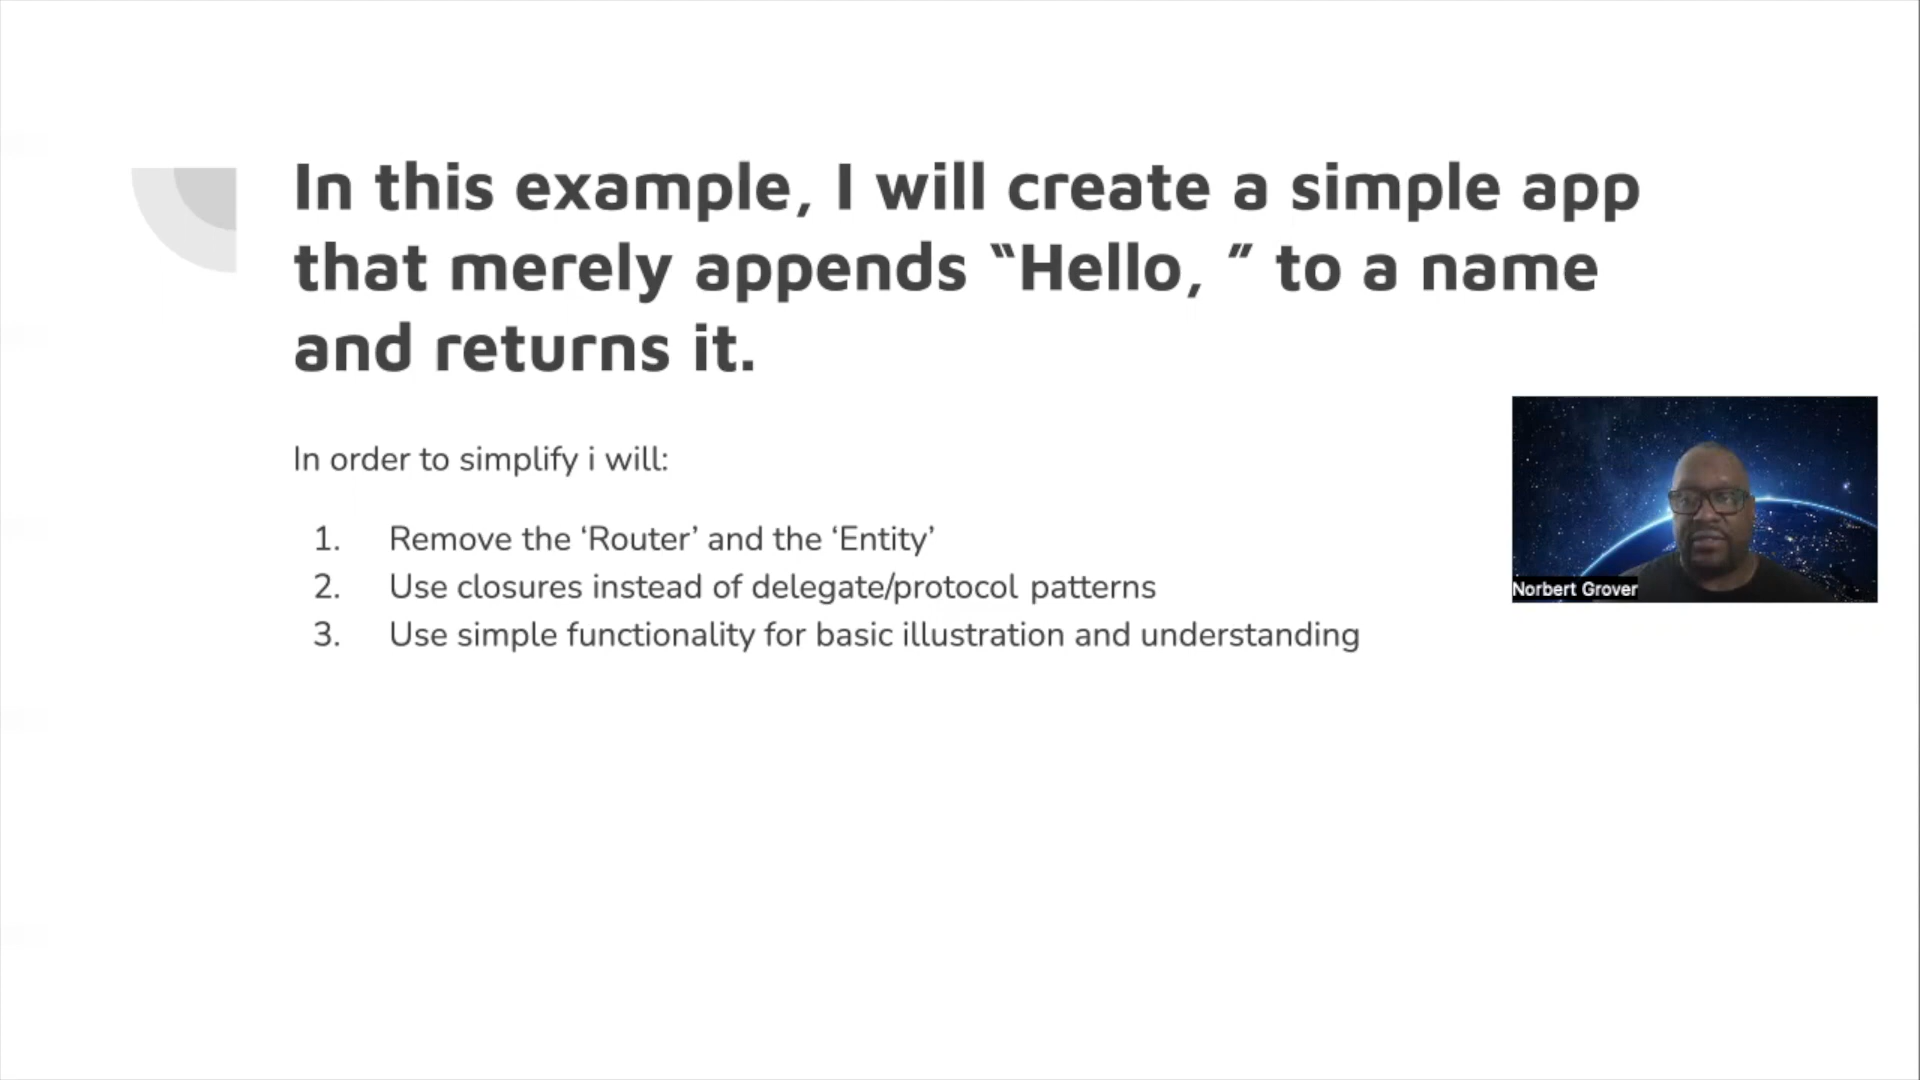 In this example, I will create a simple app
that merely appends “Hello, ” to a name
and returns it.
In order to simplify i will:
1. Remove the ‘Router’ and the ‘Entity’
2. Use closures instead of delegate/protocol patterns
3. Use simple functionality for basic illustration and understanding
Norbert Grover